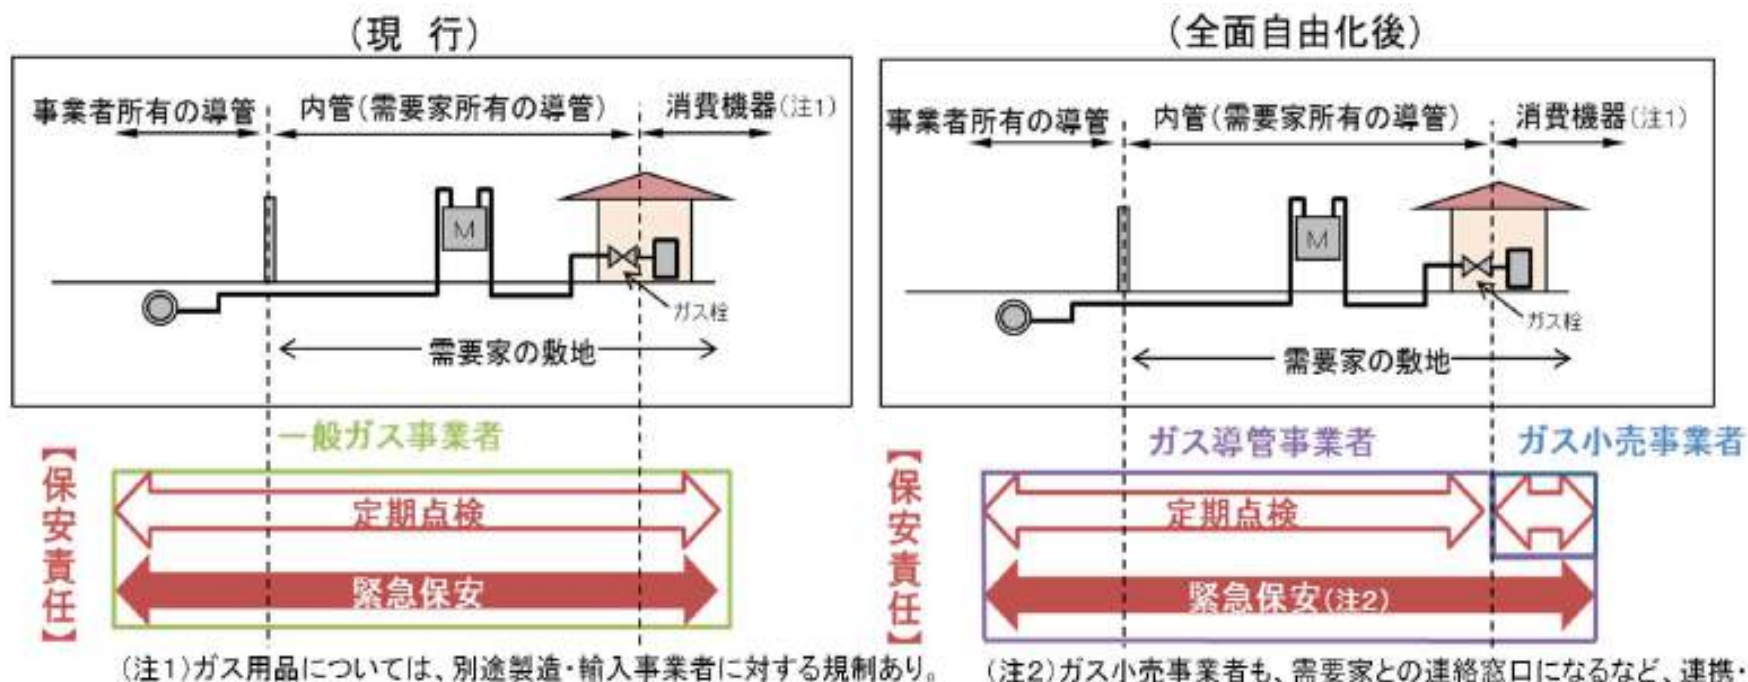 (現 行)
事業者所有の導管
内管(需要家所有の導管)
消費機器(注1)
M
ガス栓
需要家の敷地
一般ガス事業者
【保安責任】
定期点検
緊急保安
(注1)ガス用品については、別途製造・輸入事業者に対する規制あり。
(全面自由化後)
事業者所有の導管
内管(需要家所有の導管)
消費機器(注1)
M
ガス栓
需要家の敷地
ガス導管事業者
ガス小売事業者
【保安責任】
定期点検
緊急保安(注2)
(注2)ガス小売事業者も、需要家との連絡窓口になるなど、連携・